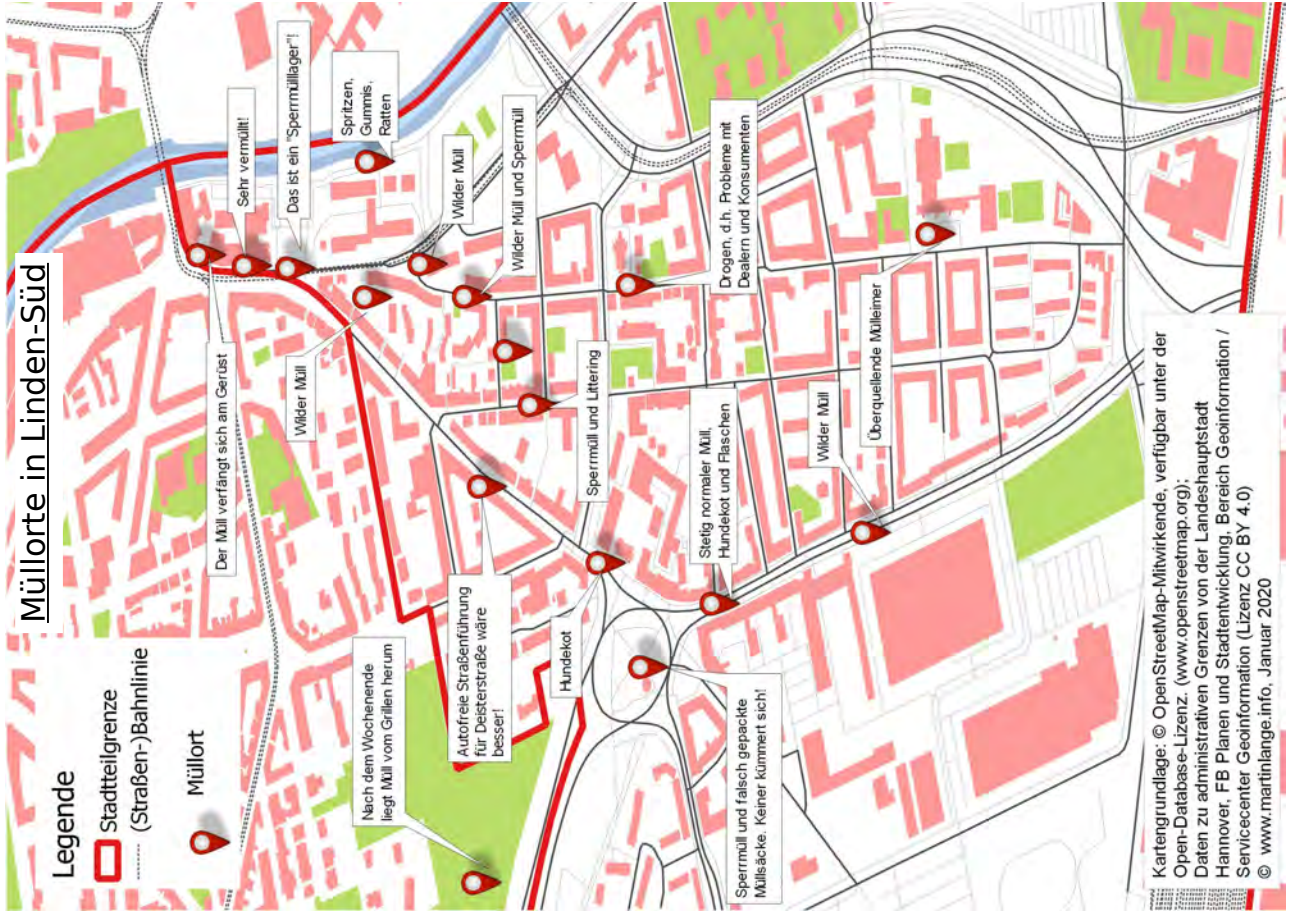 Müllorte in Linden-Süd
Legende
Stadtteilgrenze
(Straßen-)Bahnlinie
Müllort
Der Müll verfängt sich am Gerüst
Sehr vermüllt!
Das ist ein "Sperrmülllager"!
Spritzen,
Gummis,
Ratten
Wilder Müll
Wilder Müll
Wilder Müll und Sperrmüll
Nach dem Wochenende
liegt Müll vom Grillen herum
Autofreie Straßenführung
für Deisterstraße wäre
besser!
Hundekot
Sperrmüll und Littering
Drogen, d.h. Probleme mit
Dealern und Konsumenten
Stetig normaler Müll,
Hundekot und Flaschen
Sperrmüll und falsch gepackte
Müllsäcke. Keiner kümmert sich!
Wilder Müll
Überquellende Mülleimer
Kartengrundlage: © OpenStreetMap-Mitwirkende, verfügbar unter der
Open-Database-Lizenz. (www.openstreetmap.org);
Daten zu administrativen Grenzen von der Landeshauptstadt
Hannover, FB Planen und Stadtentwicklung, Bereich Geoinformation /
Servicecenter Geoinformation (Lizenz CC BY 4.0)
© www.martinlange.info, Januar 2020